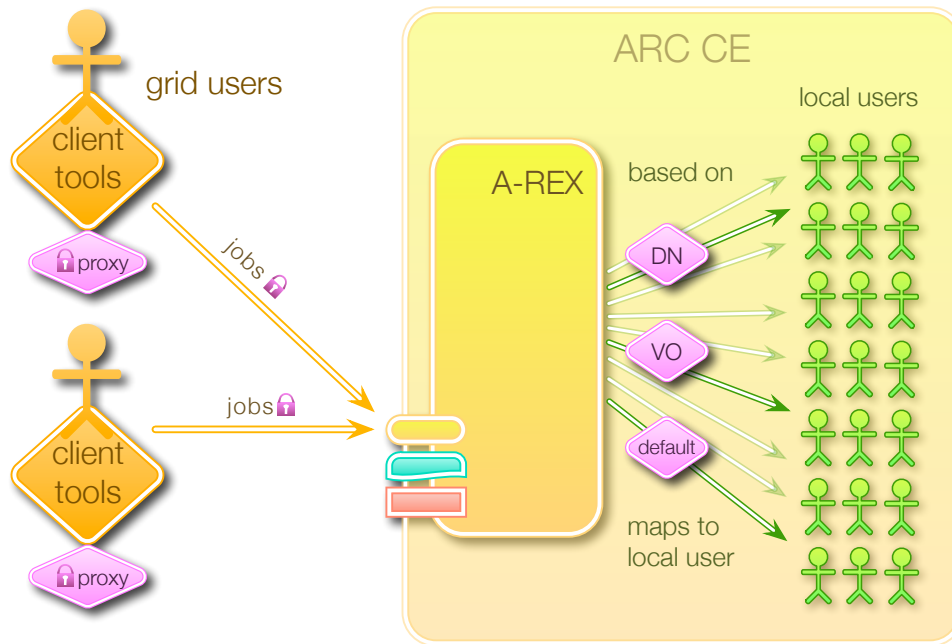 ARC CE
grid users
client
tools
proxy
jobs
client
tools
proxy
jobs
A-REX
based on
local users
DN
VO
default
maps to
local user